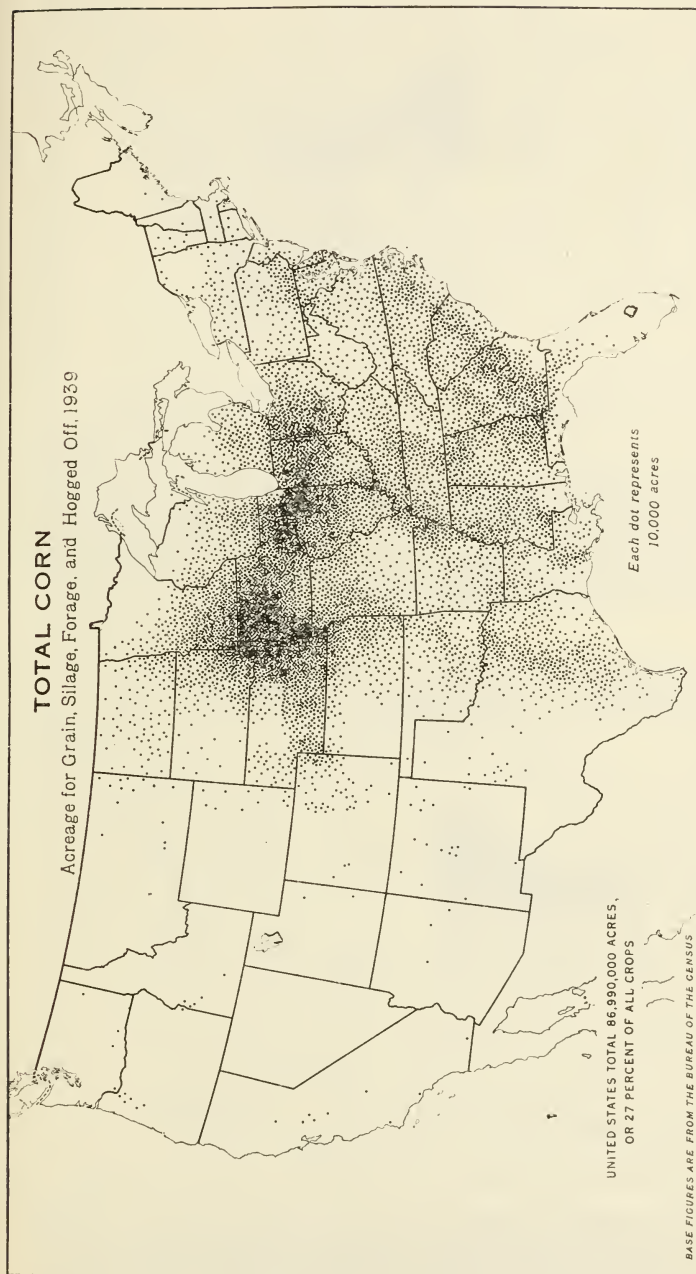 TOTAL CORN
Acreage for Grain, Silage, Forage, and Hogged Off, 1939
Each dot represents
10,000 acres
UNITED STATES TOTAL 86,990,000 ACRES,
OR 27 PERCENT OF ALL CROPS
BASE FIGURES ARE FROM THE BUREAU OF THE CENSUS